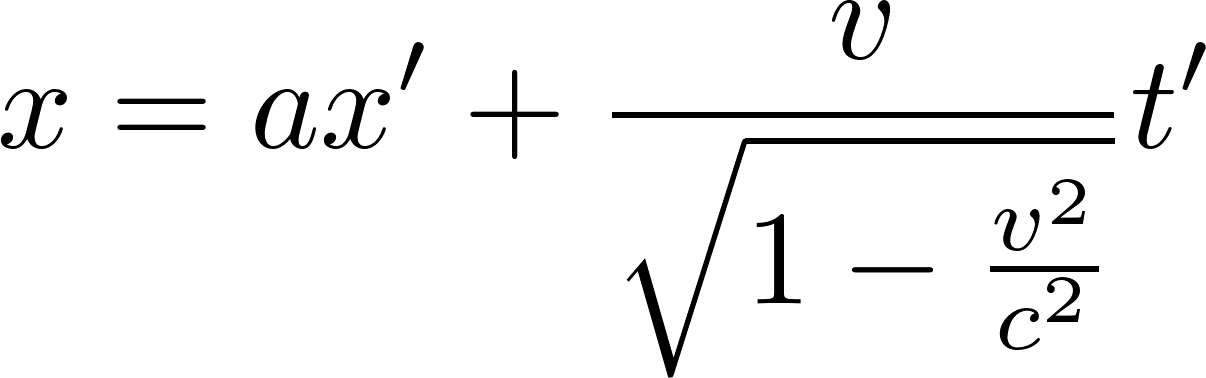 x = ax′ + \frac{v}{\sqrt{1 - \frac{v^2}{c^2}}} t′